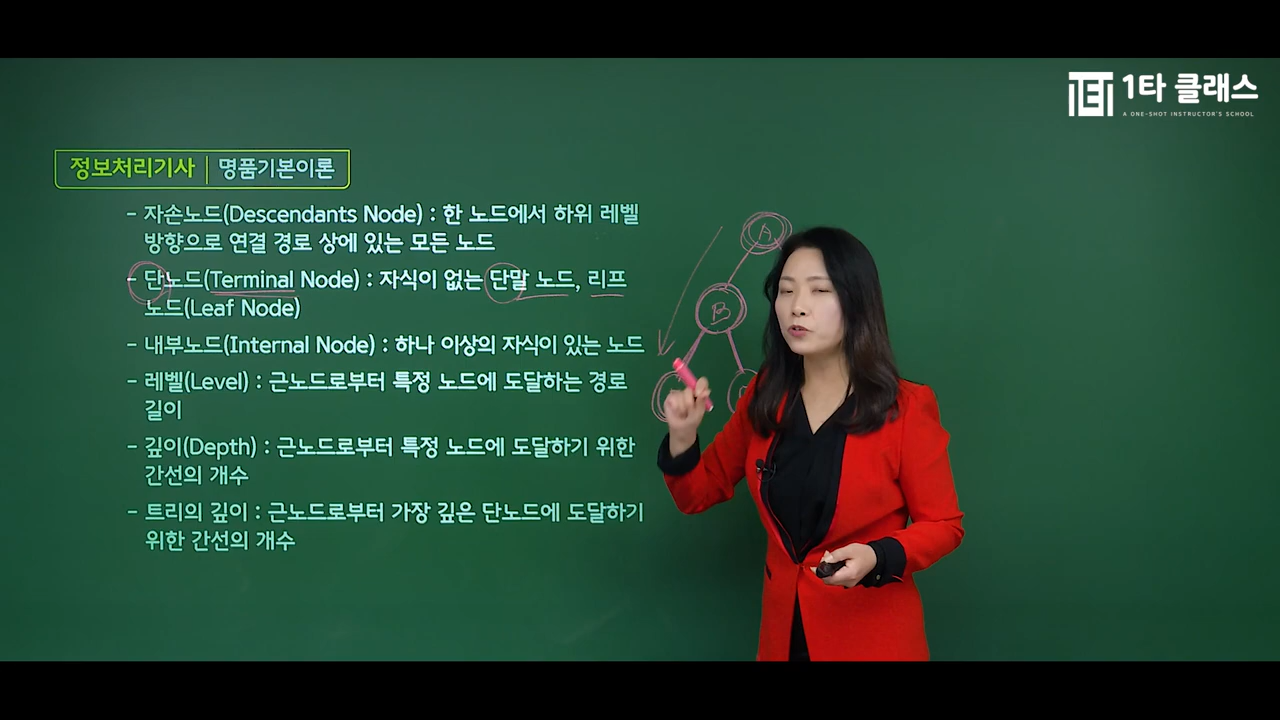 1타 클래스
A ONE-SHOT INSTRUCTOR'S SCHOOL
정보처리기사 | 명품기본이론
- 자손노드(Descendants Node) : 한 노드에서 하위 레벨
방향으로 연결 경로 상에 있는 모든 노드
- 단노드(Terminal Node) : 자식이 없는 단말 노드, 리프
노드(Leaf Node)
- 내부노드(Internal Node) : 하나 이상의 자식이 있는 노드
- 레벨(Level) : 근노드로부터 특정 노드에 도달하는 경로
길이
- 깊이(Depth) : 근노드로부터 특정 노드에 도달하기 위한
간선의 개수
- 트리의 깊이 : 근노드로부터 가장 깊은 단노드에 도달하기
위한 간선의 개수
A
B